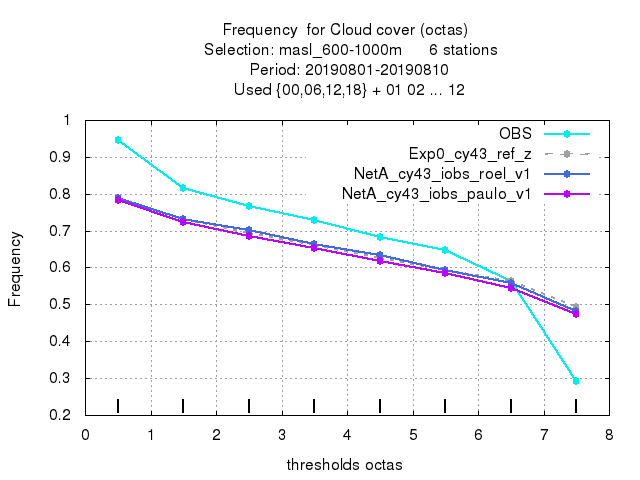 Frequency  for Cloud cover (octas)
Selection: masl_600-1000m      6 stations
Period: 20190801-20190810
Used {00,06,12,18} + 01 02 ... 12
OBS
Exp0_cy43_ref_z
NetA_cy43_iobs_roel_v1
NetA_cy43_iobs_paulo_v1
Frequency
1
0.9
0.8
0.7
0.6
0.5
0.4
0.3
0.2
0 1 2 3 4 5 6 7 8
thresholds octas